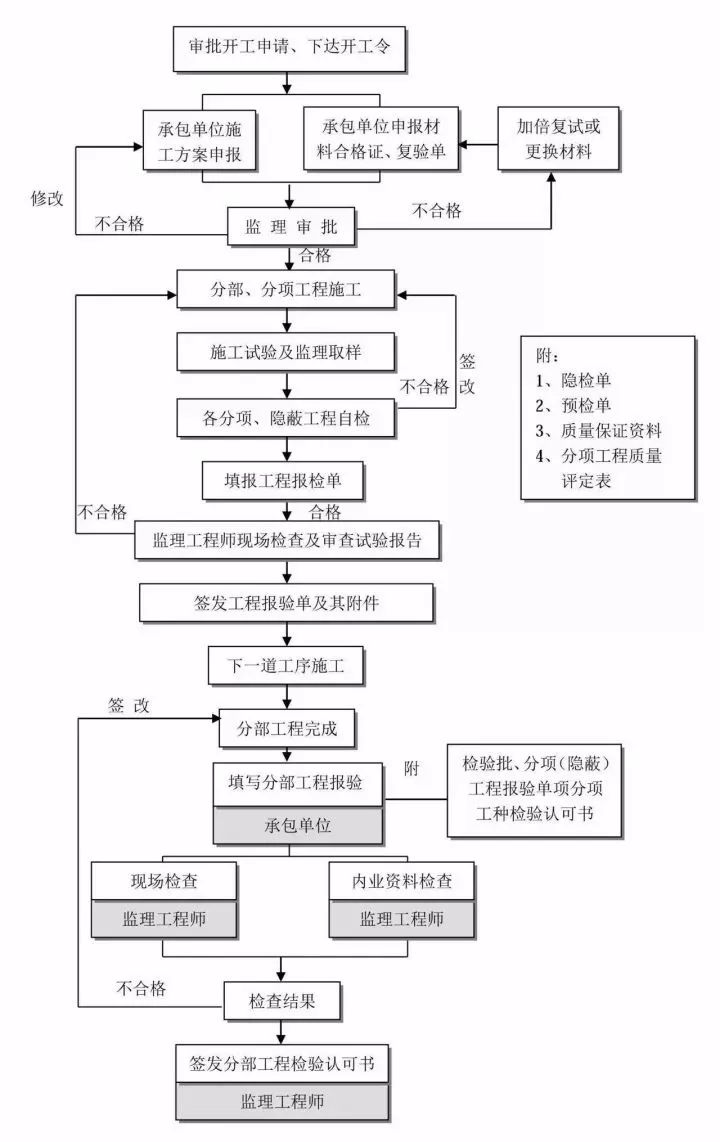 审批开工申请、下达开工令
承包单位施
工方案申报
承包单位申报材
料合格证、复验单
加倍复试或
更换材料
修改
不合格
监 理 审 批
不合格
合格
分部、分项工程施工
施工试验及监理取样
签
改
不合格
各分项、隐蔽工程自检
填报工程报检单
不合格
合格
监理工程师现场检查及审查试验报告
附：
1、隐检单
2、预检单
3、质量保证资料
4、分项工程质量
评定表
签发工程报验单及其附件
下一道工序施工
签 改
分部工程完成
填写分部工程报验
承包单位
附
检验批、分项（隐蔽）
工程报验单项分项
工种检验认可书
现场检查
监理工程师
内业资料检查
监理工程师
不合格
检查结果
签发分部工程检验认可书
监理工程师